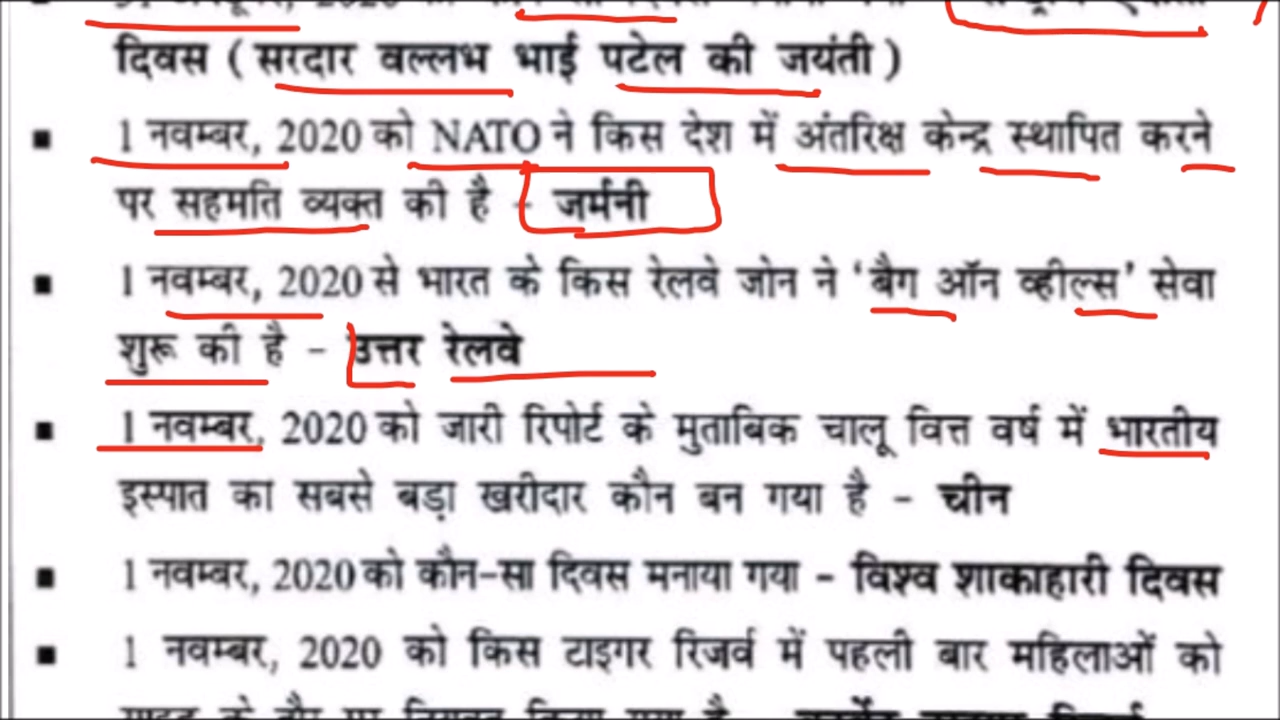 दिवस ( सरदार वल्लभ भाई पटेल की जयंती )
■ 1 नवम्बर, 2020 को NATO ने किस देश में अंतरिक्ष केन्द्र स्थापित करने
पर सहमति व्यक्त की है - जर्मनी
■ 1 नवम्बर, 2020 से भारत के किस रेलवे जोन ने ‘बैग ऑन व्हील्स’ सेवा
शुरू की है - उत्तर रेलवे
■ 1 नवम्बर, 2020 को जारी रिपोर्ट के मुताबिक चालू वित्त वर्ष में भारतीय
इस्पात का सबसे बड़ा खरीदार कौन बन गया है - चीन
■ 1 नवम्बर, 2020 को कौन-सा दिवस मनाया गया - विश्व शाकाहारी दिवस
■ 1 नवम्बर, 2020 को किस टाइगर रिजर्व में पहली बार महिलाओं को